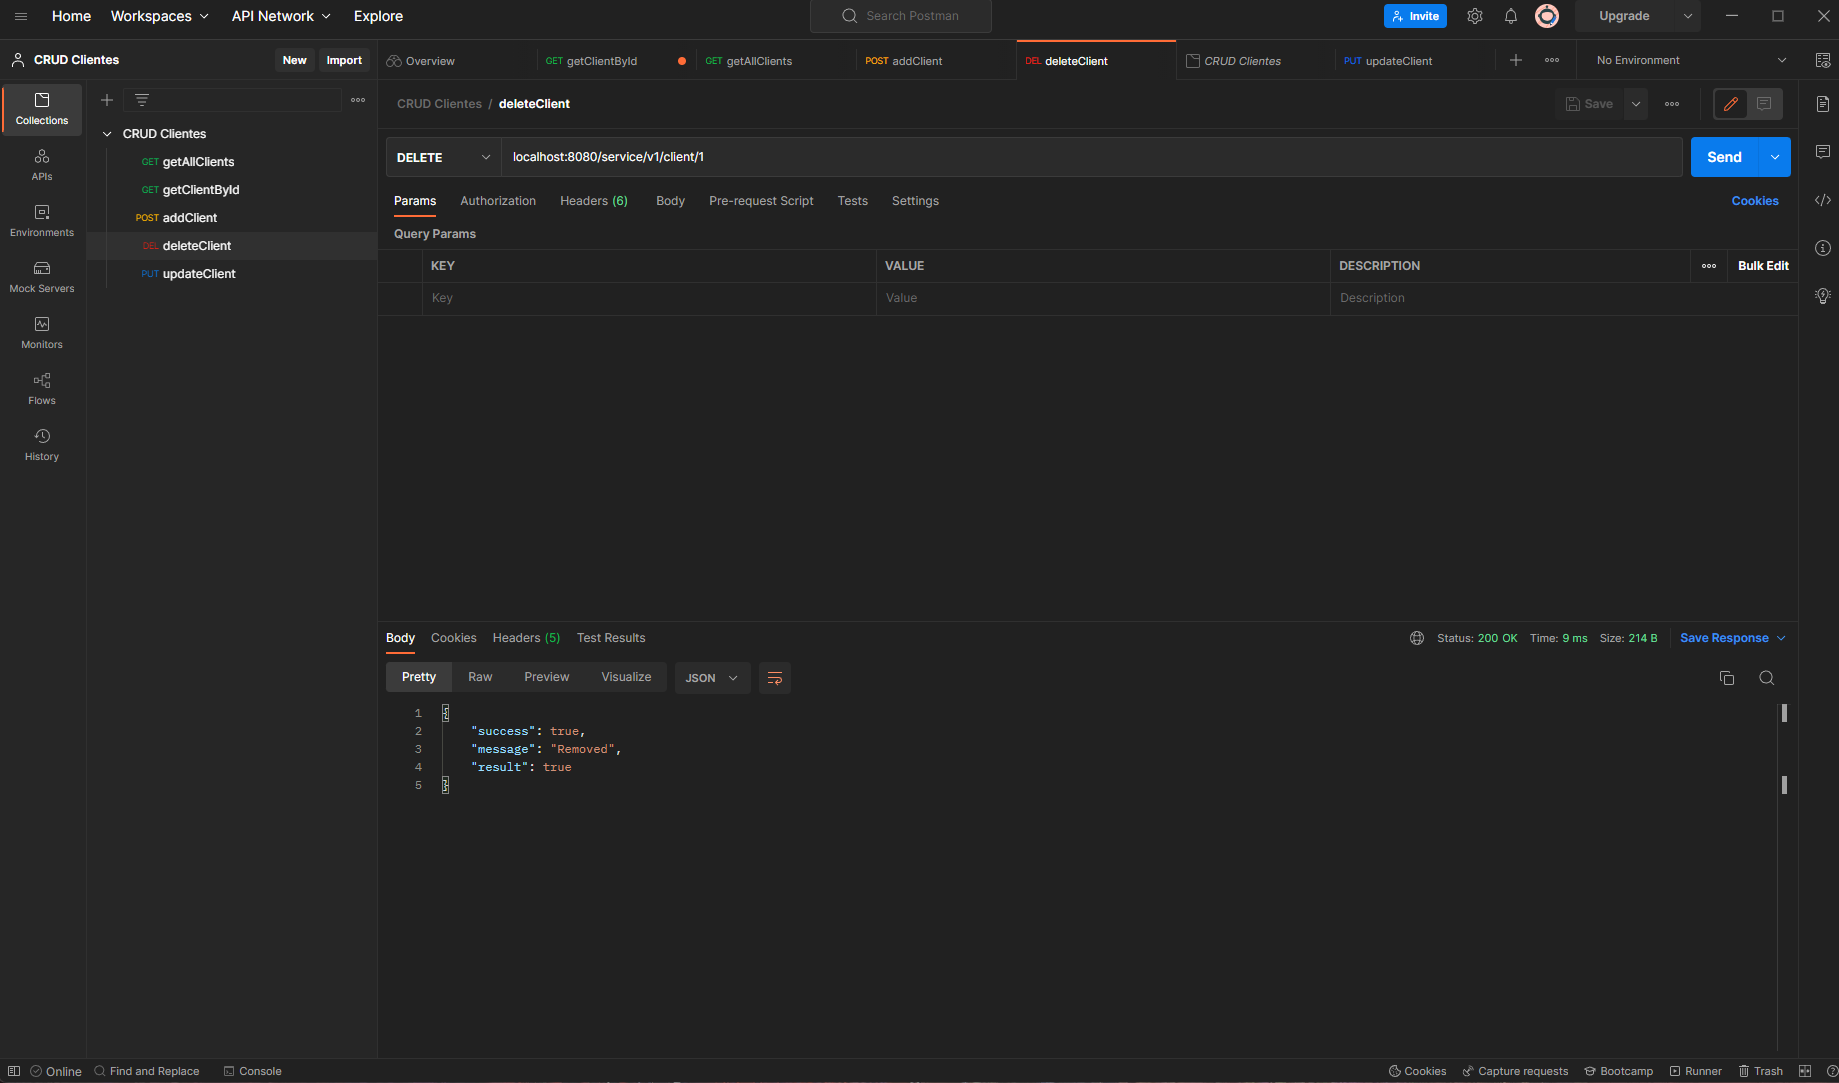 Home Workspaces API Network Explore Search Postman Invite Upgrade
CRUD Clientes New Import
Overview GET getClientById GET getAllClients POST addClient DEL deleteClient CRUD Clientes PUT updateClient No Environment
Collections
APIs
Environments
Mock Servers
Monitors
Flows
History
CRUD Clientes
GET getAllClients
GET getClientById
POST addClient
DEL deleteClient
PUT updateClient
CRUD Clientes / deleteClient Save
DELETE localhost:8080/service/v1/client/1 Send
Params Authorization Headers (6) Body Pre-request Script Tests Settings Cookies
Query Params
KEY VALUE DESCRIPTION Bulk Edit
Key Value Description
Body Cookies Headers (5) Test Results Status: 200 OK Time: 9 ms Size: 214 B Save Response
Pretty Raw Preview Visualize JSON
1 {
2 "success": true,
3 "message": "Removed",
4 "result": true
5 }
Online Find and Replace Console Cookies Capture requests Bootcamp Runner Trash